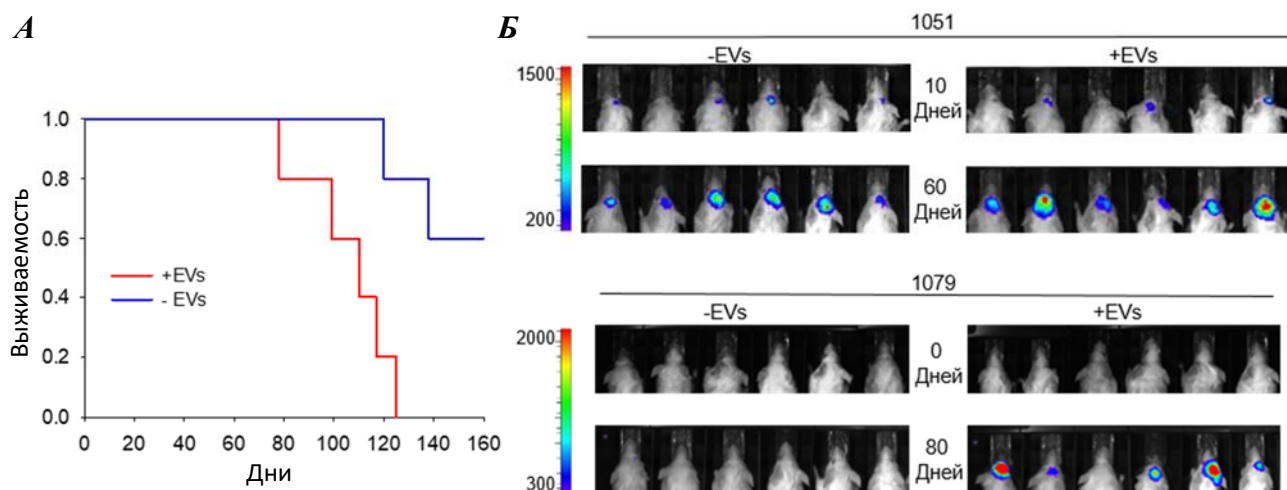 А
Выживаемость
1.0
0.8
0.6
0.4
0.2
0.0
+EVs
- EVs
0 20 40 60 80 100 120 140 160
Дни
Б
1051
-EVs +EVs
1500
200
10
Дней
60
Дней
1079
-EVs +EVs
2000
300
0
Дней
80
Дней